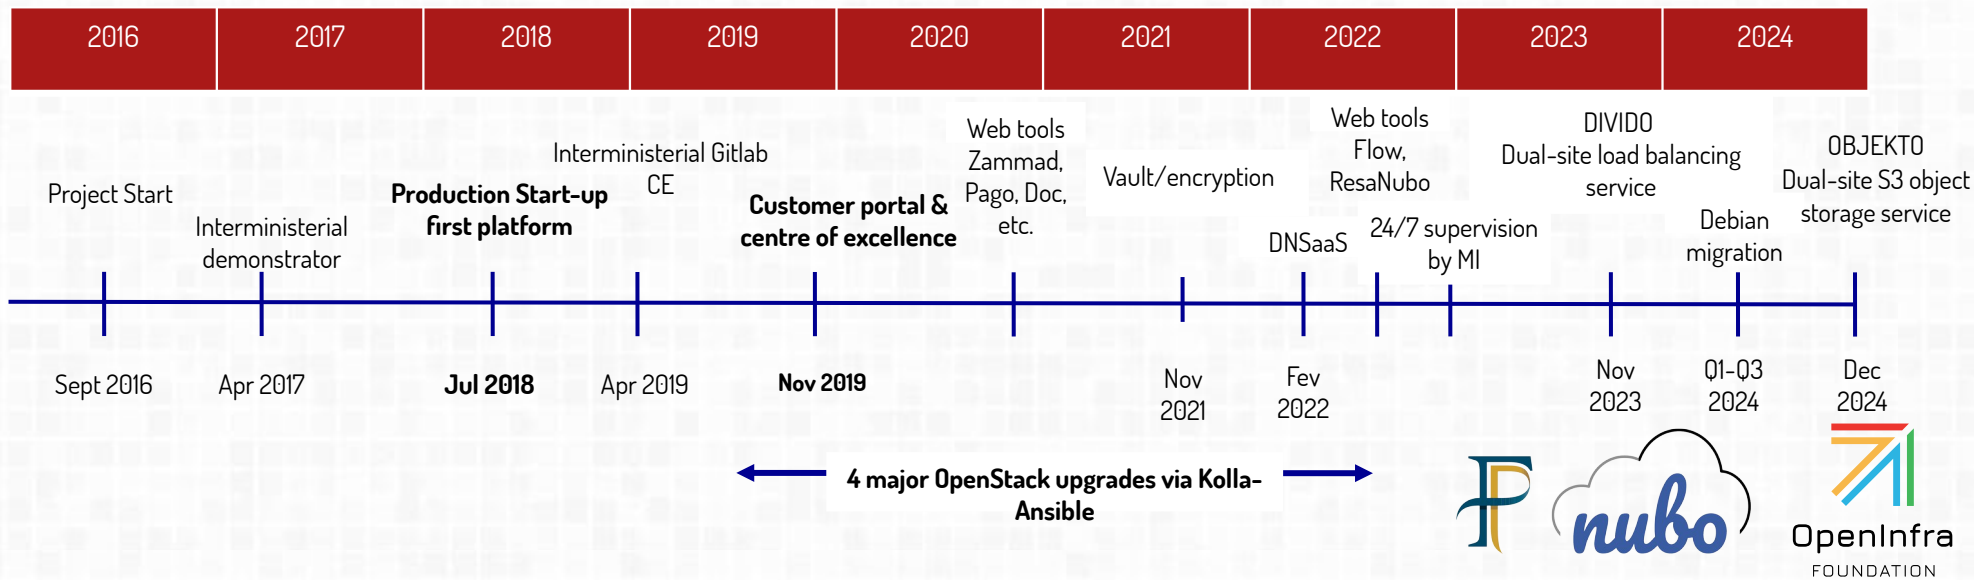 2016
2017
2018
2019
2020
2021
2022
2023
2024
Project Start
Interministerial
demonstrator
Production Start-up
first platform
Interministerial Gitlab
CE
Customer portal &
centre of excellence
Web tools
Zammad,
Pago, Doc,
etc.
Vault/encryption
DNSaaS
Web tools
Flow,
ResaNubo
24/7 supervision
by MI
DIVIDO
Dual-site load balancing
service
Debian
migration
OBJEKTO
Dual-site S3 object
storage service
Sept 2016
Apr 2017
Jul 2018
Apr 2019
Nov 2019
Nov
2021
Fev
2022
Nov
2023
Q1-Q3
2024
Dec
2024
4 major OpenStack upgrades via Kolla-
Ansible
FP
nubo
OpenInfra
FOUNDATION